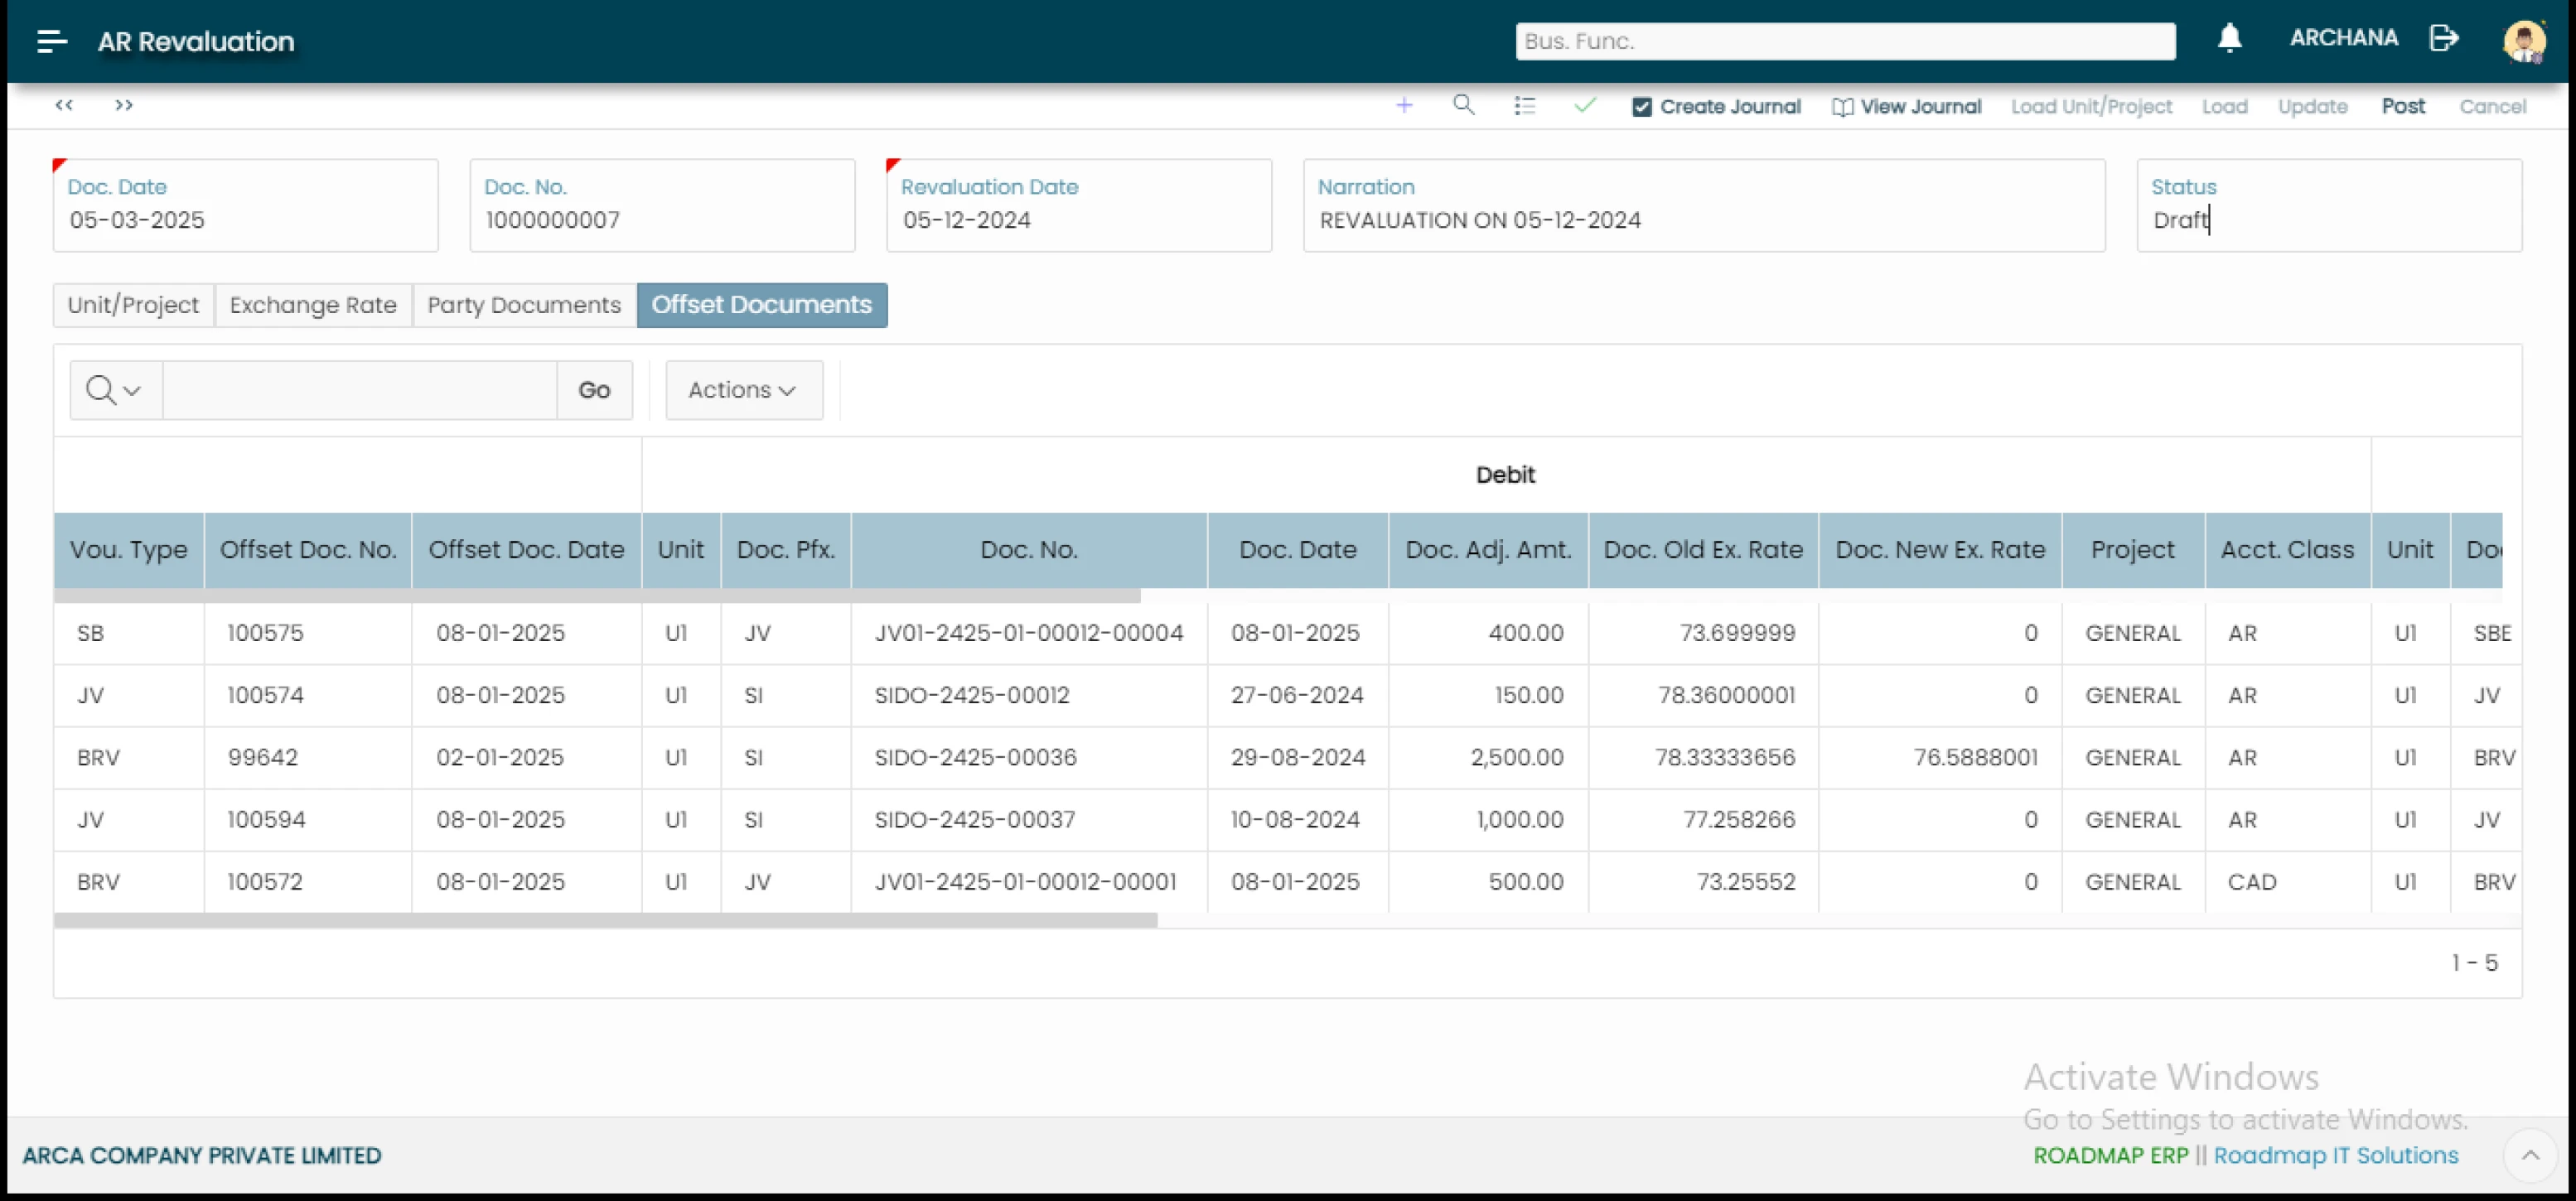 AR Revaluation
Bus. Func.
ARCHANA
<< >>
Create Journal View Journal Load Unit/Project Load Update Post Cancel
Doc. Date Doc. No. Revaluation Date Narration Status
05-03-2025 1000000007 05-12-2024 REVALUATION ON 05-12-2024 Draft
Unit/Project Exchange Rate Party Documents Offset Documents
Go Actions
Debit
Vou. Type Offset Doc. No. Offset Doc. Date Unit Doc. Pfx. Doc. No. Doc. Date Doc. Adj. Amt. Doc. Old Ex. Rate Doc. New Ex. Rate Project Acct. Class Unit
SB 100575 08-01-2025 U1 JV JV01-2425-01-00012-00004 08-01-2025 400.00 73.699999 0 GENERAL AR U1 SBE
JV 100574 08-01-2025 U1 SI SIDO-2425-00012 27-06-2024 150.00 78.36000001 0 GENERAL AR U1 JV
BRV 99642 02-01-2025 U1 SI SIDO-2425-00036 29-08-2024 2,500.00 78.33333656 76.5888001 GENERAL AR U1 BRV
JV 100594 08-01-2025 U1 SI SIDO-2425-00037 10-08-2024 1,000.00 77.258266 0 GENERAL AR U1 JV
BRV 100572 08-01-2025 U1 JV JV01-2425-01-00012-00001 08-01-2025 500.00 73.25552 0 GENERAL CAD U1 BRV
1 - 5
Activate Windows
Go to Settings to activate Windows.
ARCA COMPANY PRIVATE LIMITED
ROADMAP ERP || Roadmap IT Solutions